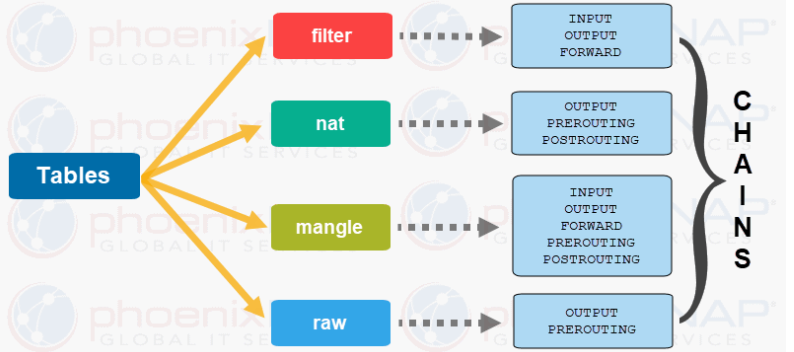 Tables
filter
INPUT
OUTPUT
FORWARD
nat
OUTPUT
PREROUTING
POSTROUTING
mangle
INPUT
OUTPUT
FORWARD
PREROUTING
POSTROUTING
raw
OUTPUT
PREROUTING
CHAINS
phoenixNAP
GLOBAL IT SERVICES